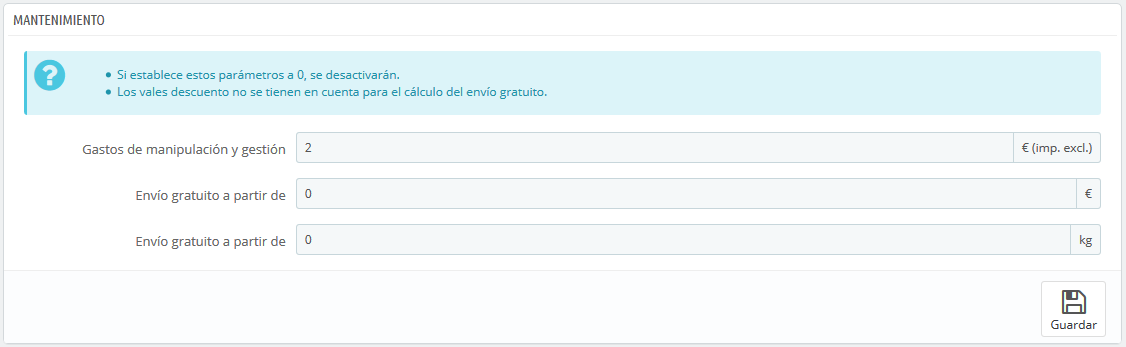 MANTENIMIENTO
Si establece estos parámetros a 0, se desactivarán.
Los vales descuento no se tienen en cuenta para el cálculo del envío gratuito.
Gastos de manipulación y gestión 2 € (imp. excl.)
Envío gratuito a partir de 0 €
Envío gratuito a partir de 0 kg
Guardar